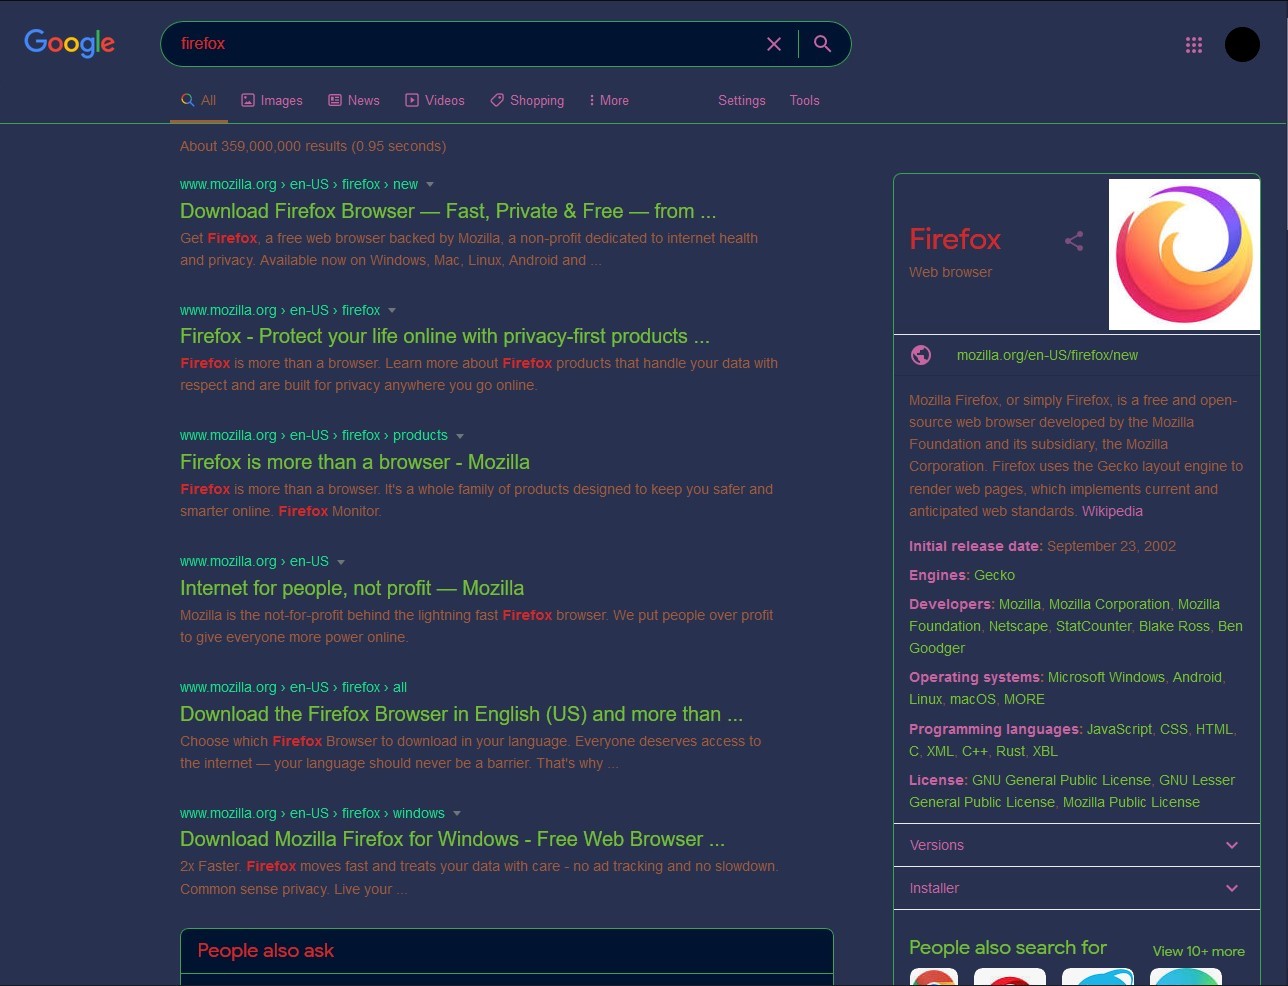 Google
firefox
All Images News Videos Shopping More Settings Tools
About 359,000,000 results (0.95 seconds)
www.mozilla.org › en-US › firefox › new
Download Firefox Browser — Fast, Private & Free — from ...
Get Firefox, a free web browser backed by Mozilla, a non-profit dedicated to internet health
and privacy. Available now on Windows, Mac, Linux, Android and ...
www.mozilla.org › en-US › firefox
Firefox - Protect your life online with privacy-first products ...
Firefox is more than a browser. Learn more about Firefox products that handle your data with
respect and are built for privacy anywhere you go online.
www.mozilla.org › en-US › firefox › products
Firefox is more than a browser - Mozilla
Firefox is more than a browser. It's a whole family of products designed to keep you safer and
smarter online. Firefox Monitor.
www.mozilla.org › en-US
Internet for people, not profit — Mozilla
Mozilla is the not-for-profit behind the lightning fast Firefox browser. We put people over profit
to give everyone more power online.
www.mozilla.org › en-US › firefox › all
Download the Firefox Browser in English (US) and more than ...
Choose which Firefox Browser to download in your language. Everyone deserves access to
the internet — your language should never be a barrier. That's why ...
www.mozilla.org › en-US › firefox › windows
Download Mozilla Firefox for Windows - Free Web Browser ...
2x Faster. Firefox moves fast and treats your data with care - no ad tracking and no slowdown.
Common sense privacy. Live your ...
People also ask
Firefox
Web browser
mozilla.org/en-US/firefox/new
Mozilla Firefox, or simply Firefox, is a free and open-
source web browser developed by the Mozilla
Foundation and its subsidiary, the Mozilla
Corporation. Firefox uses the Gecko layout engine to
render web pages, which implements current and
anticipated web standards. Wikipedia
Initial release date: September 23, 2002
Engines: Gecko
Developers: Mozilla, Mozilla Corporation, Mozilla
Foundation, Netscape, StatCounter, Blake Ross, Ben
Goodger
Operating systems: Microsoft Windows, Android,
Linux, macOS, MORE
Programming languages: JavaScript, CSS, HTML,
C, XML, C++, Rust, XBL
License: GNU General Public License, GNU Lesser
General Public License, Mozilla Public License
Versions
Installer
People also search for View 10+ more